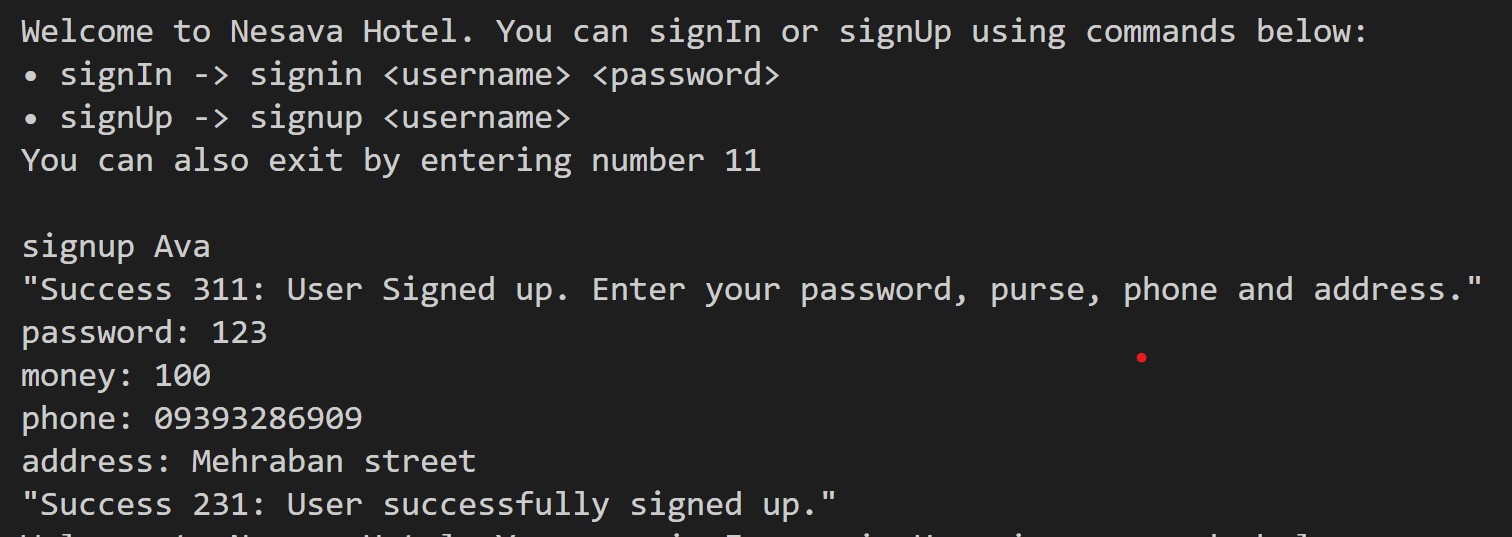 Welcome to Nesava Hotel. You can signIn or signUp using commands below:
• signIn -> signin <username> <password>
• signUp -> signup <username>
You can also exit by entering number 11
signup Ava
"Success 311: User Signed up. Enter your password, purse, phone and address."
password: 123
money: 100
phone: 09393286909
address: Mehraban street
"Success 231: User successfully signed up."